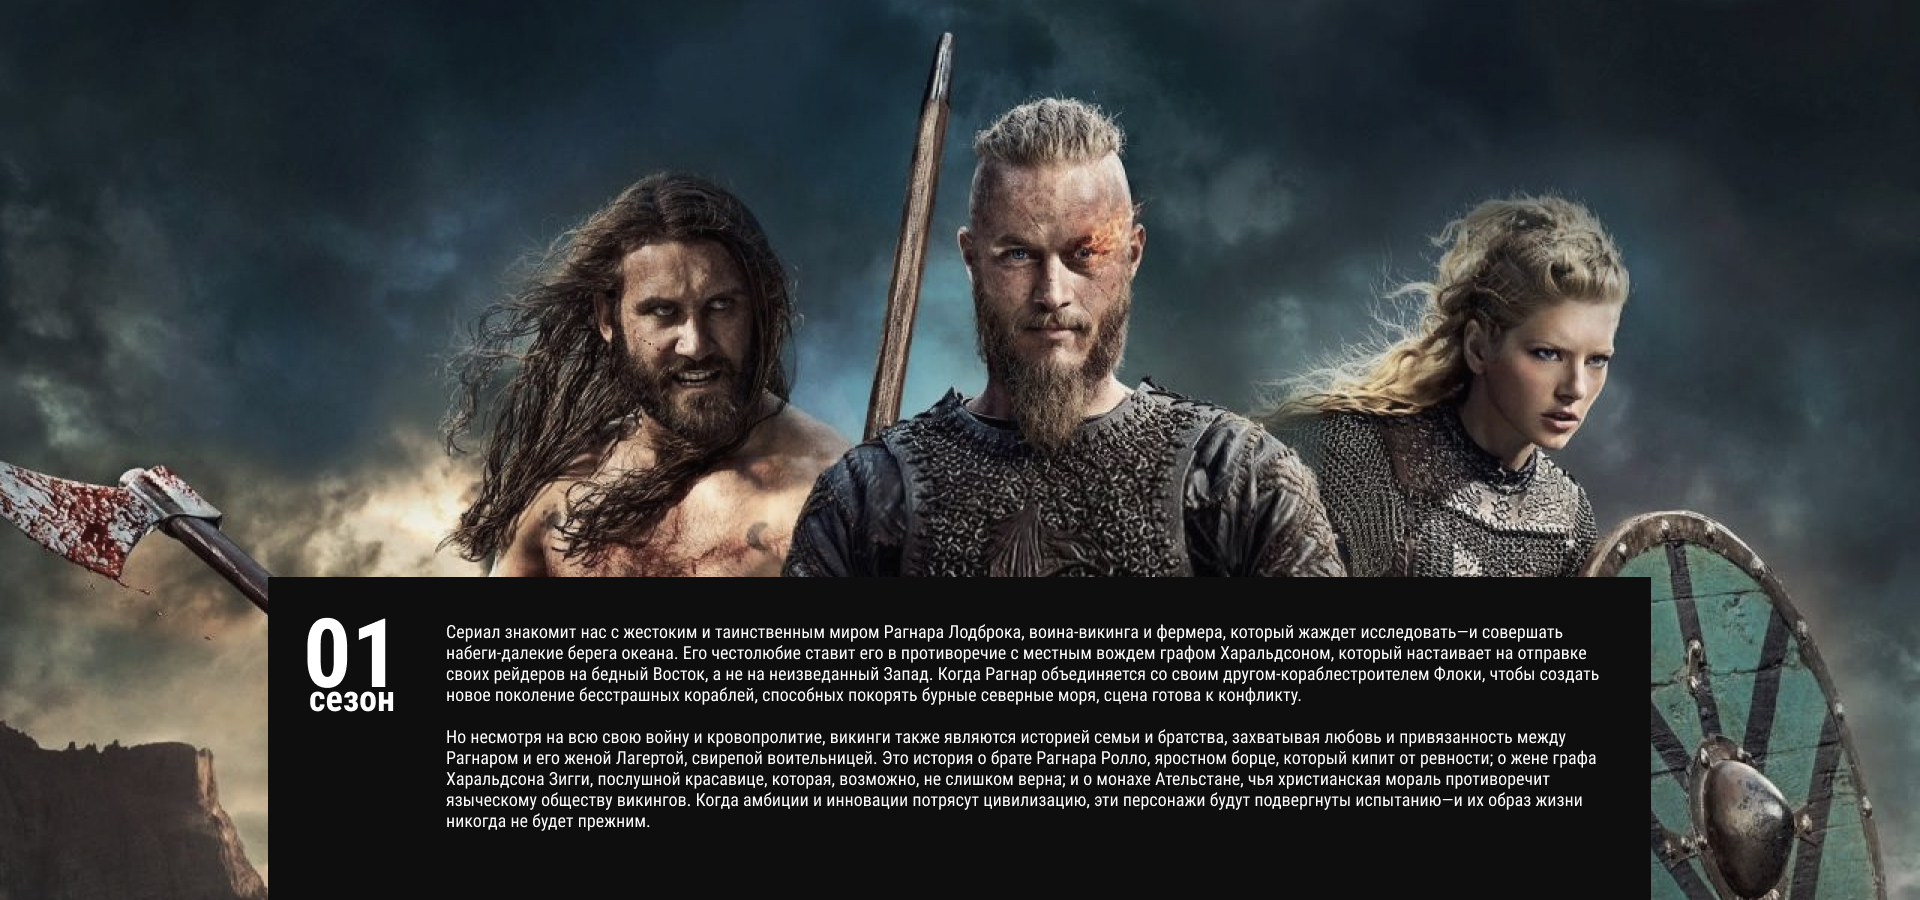 01
сезон
Сериал знакомит нас с жестоким и таинственным миром Рагнара Лодброка, воина-викинга и фермера, который жаждет исследовать—и совершать
набеги-далекие берега океана. Его честолюбие ставит его в противоречие с местным вождем графом Харальдсоном, который настаивает на отправке
своих рейдеров на бедный Восток, а не на неизведанный Запад. Когда Рагнар объединяется со своим другом-кораблестроителем Флоки, чтобы создать
новое поколение бесстрашных кораблей, способных покорять бурные северные моря, сцена готова к конфликту.
Но несмотря на всю свою войну и кровопролитие, викинги также являются историей семьи и братства, захватывая любовь и привязанность между
Рагнаром и его женой Лагертой, свирепой воительницей. Это история о брате Рагнара Ролло, яростном борце, который кипит от ревности; о жене графа
Харальдсона Зигги, послушной красавице, которая, возможно, не слишком верна; и о монахе Ательстане, чья христианская мораль противоречит
языческому обществу викингов. Когда амбиции и инновации потрясут цивилизацию, эти персонажи будут подвергнуты испытанию—и их образ жизни
никогда не будет прежним.